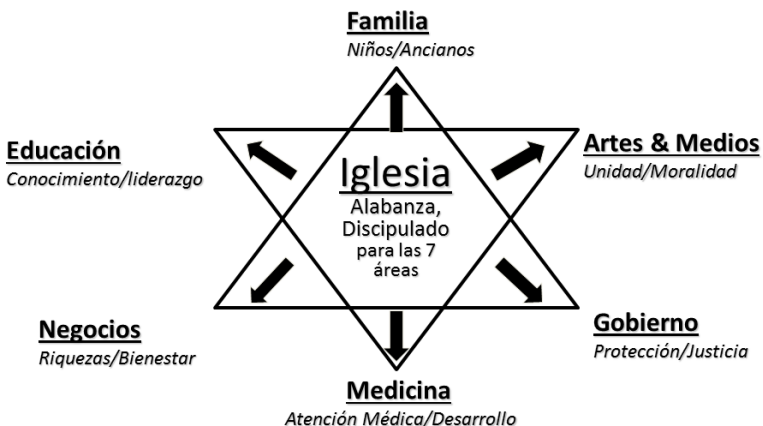 Familia
Niños/Ancianos
Educación
Conocimiento/liderazgo
Artes & Medios
Unidad/Moralidad
Iglesia
Alabanza,
Discipulado
para las 7
áreas
Negocios
Riquezas/Bienestar
Gobierno
Protección/Justicia
Medicina
Atención Médica/Desarrollo